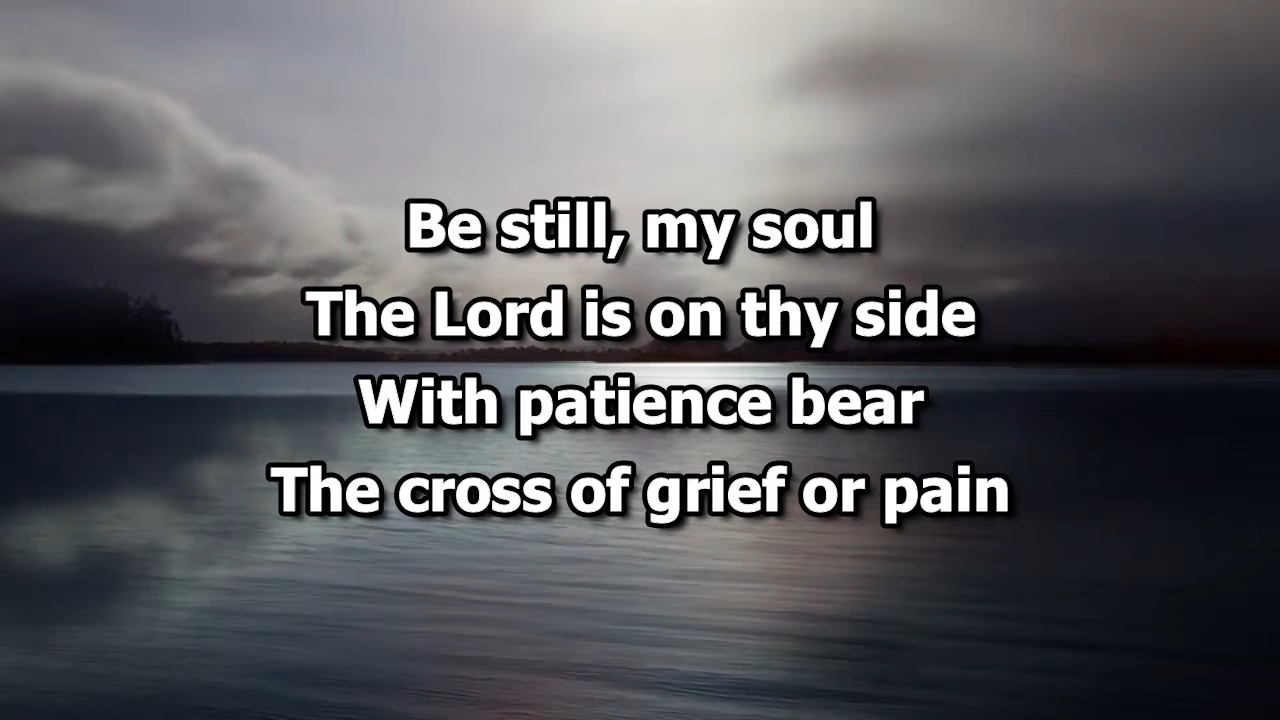 Be still, my soul
The Lord is on thy side
With patience bear
The cross of grief or pain